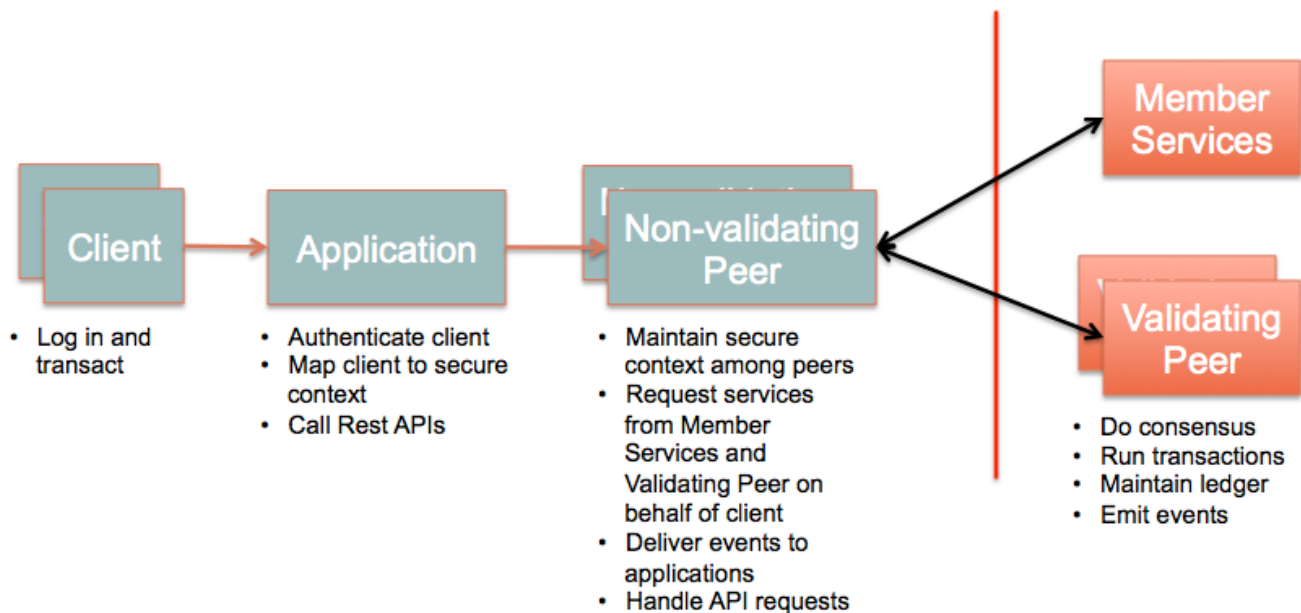 Member
Services
Client
Application
Non-validating
Peer
Validating
Peer
• Log in and
transact
• Authenticate client
• Map client to secure
context
• Call Rest APIs
• Maintain secure
context among peers
• Request services
from Member
Services and
Validating Peer on
behalf of client
• Deliver events to
applications
• Handle API requests
• Do consensus
• Run transactions
• Maintain ledger
• Emit events